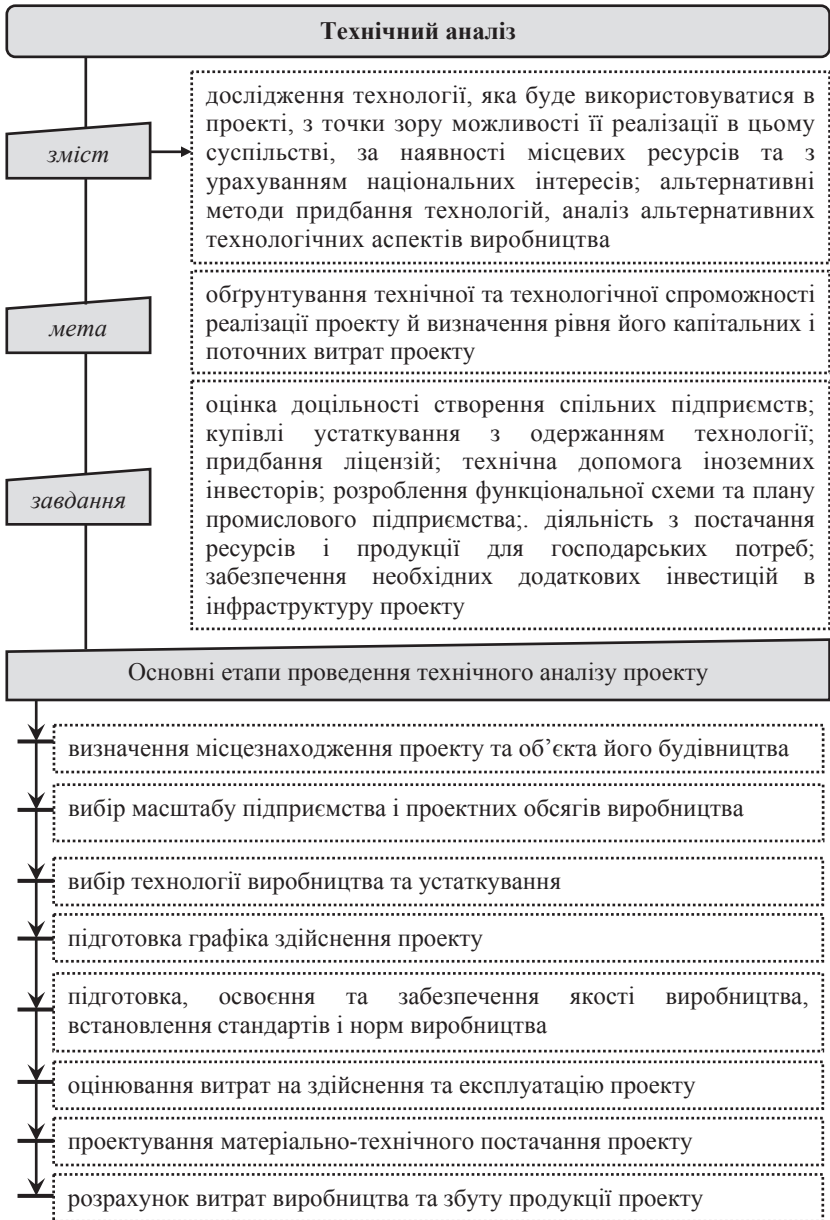 Технічний аналіз
зміст
дослідження технології, яка буде використовуватися в
проекті, з точки зору можливості її реалізації в цьому
суспільстві, за наявності місцевих ресурсів та з
урахуванням національних інтересів; альтернативні
методи придбання технологій, аналіз альтернативних
технологічних аспектів виробництва
мета
обґрунтування технічної та технологічної спроможності
реалізації проекту й визначення рівня його капітальних і
поточних витрат проекту
завдання
оцінка доцільності створення спільних підприємств;
купівлі устаткування з одержанням технології;
придбання ліцензій; технічна допомога іноземних
інвесторів; розроблення функціональної схеми та плану
промислового підприємства;. діяльність з постачання
ресурсів і продукції для господарських потреб;
забезпечення необхідних додаткових інвестицій в
інфраструктуру проекту
Основні етапи проведення технічного аналізу проекту
визначення місцезнаходження проекту та об’єкта його будівництва
вибір масштабу підприємства і проектних обсягів виробництва
вибір технології виробництва та устаткування
підготовка графіка здійснення проекту
підготовка, освоєння та забезпечення якості виробництва,
встановлення стандартів і норм виробництва
оцінювання витрат на здійснення та експлуатацію проекту
проектування матеріально-технічного постачання проекту
розрахунок витрат виробництва та збуту продукції проекту